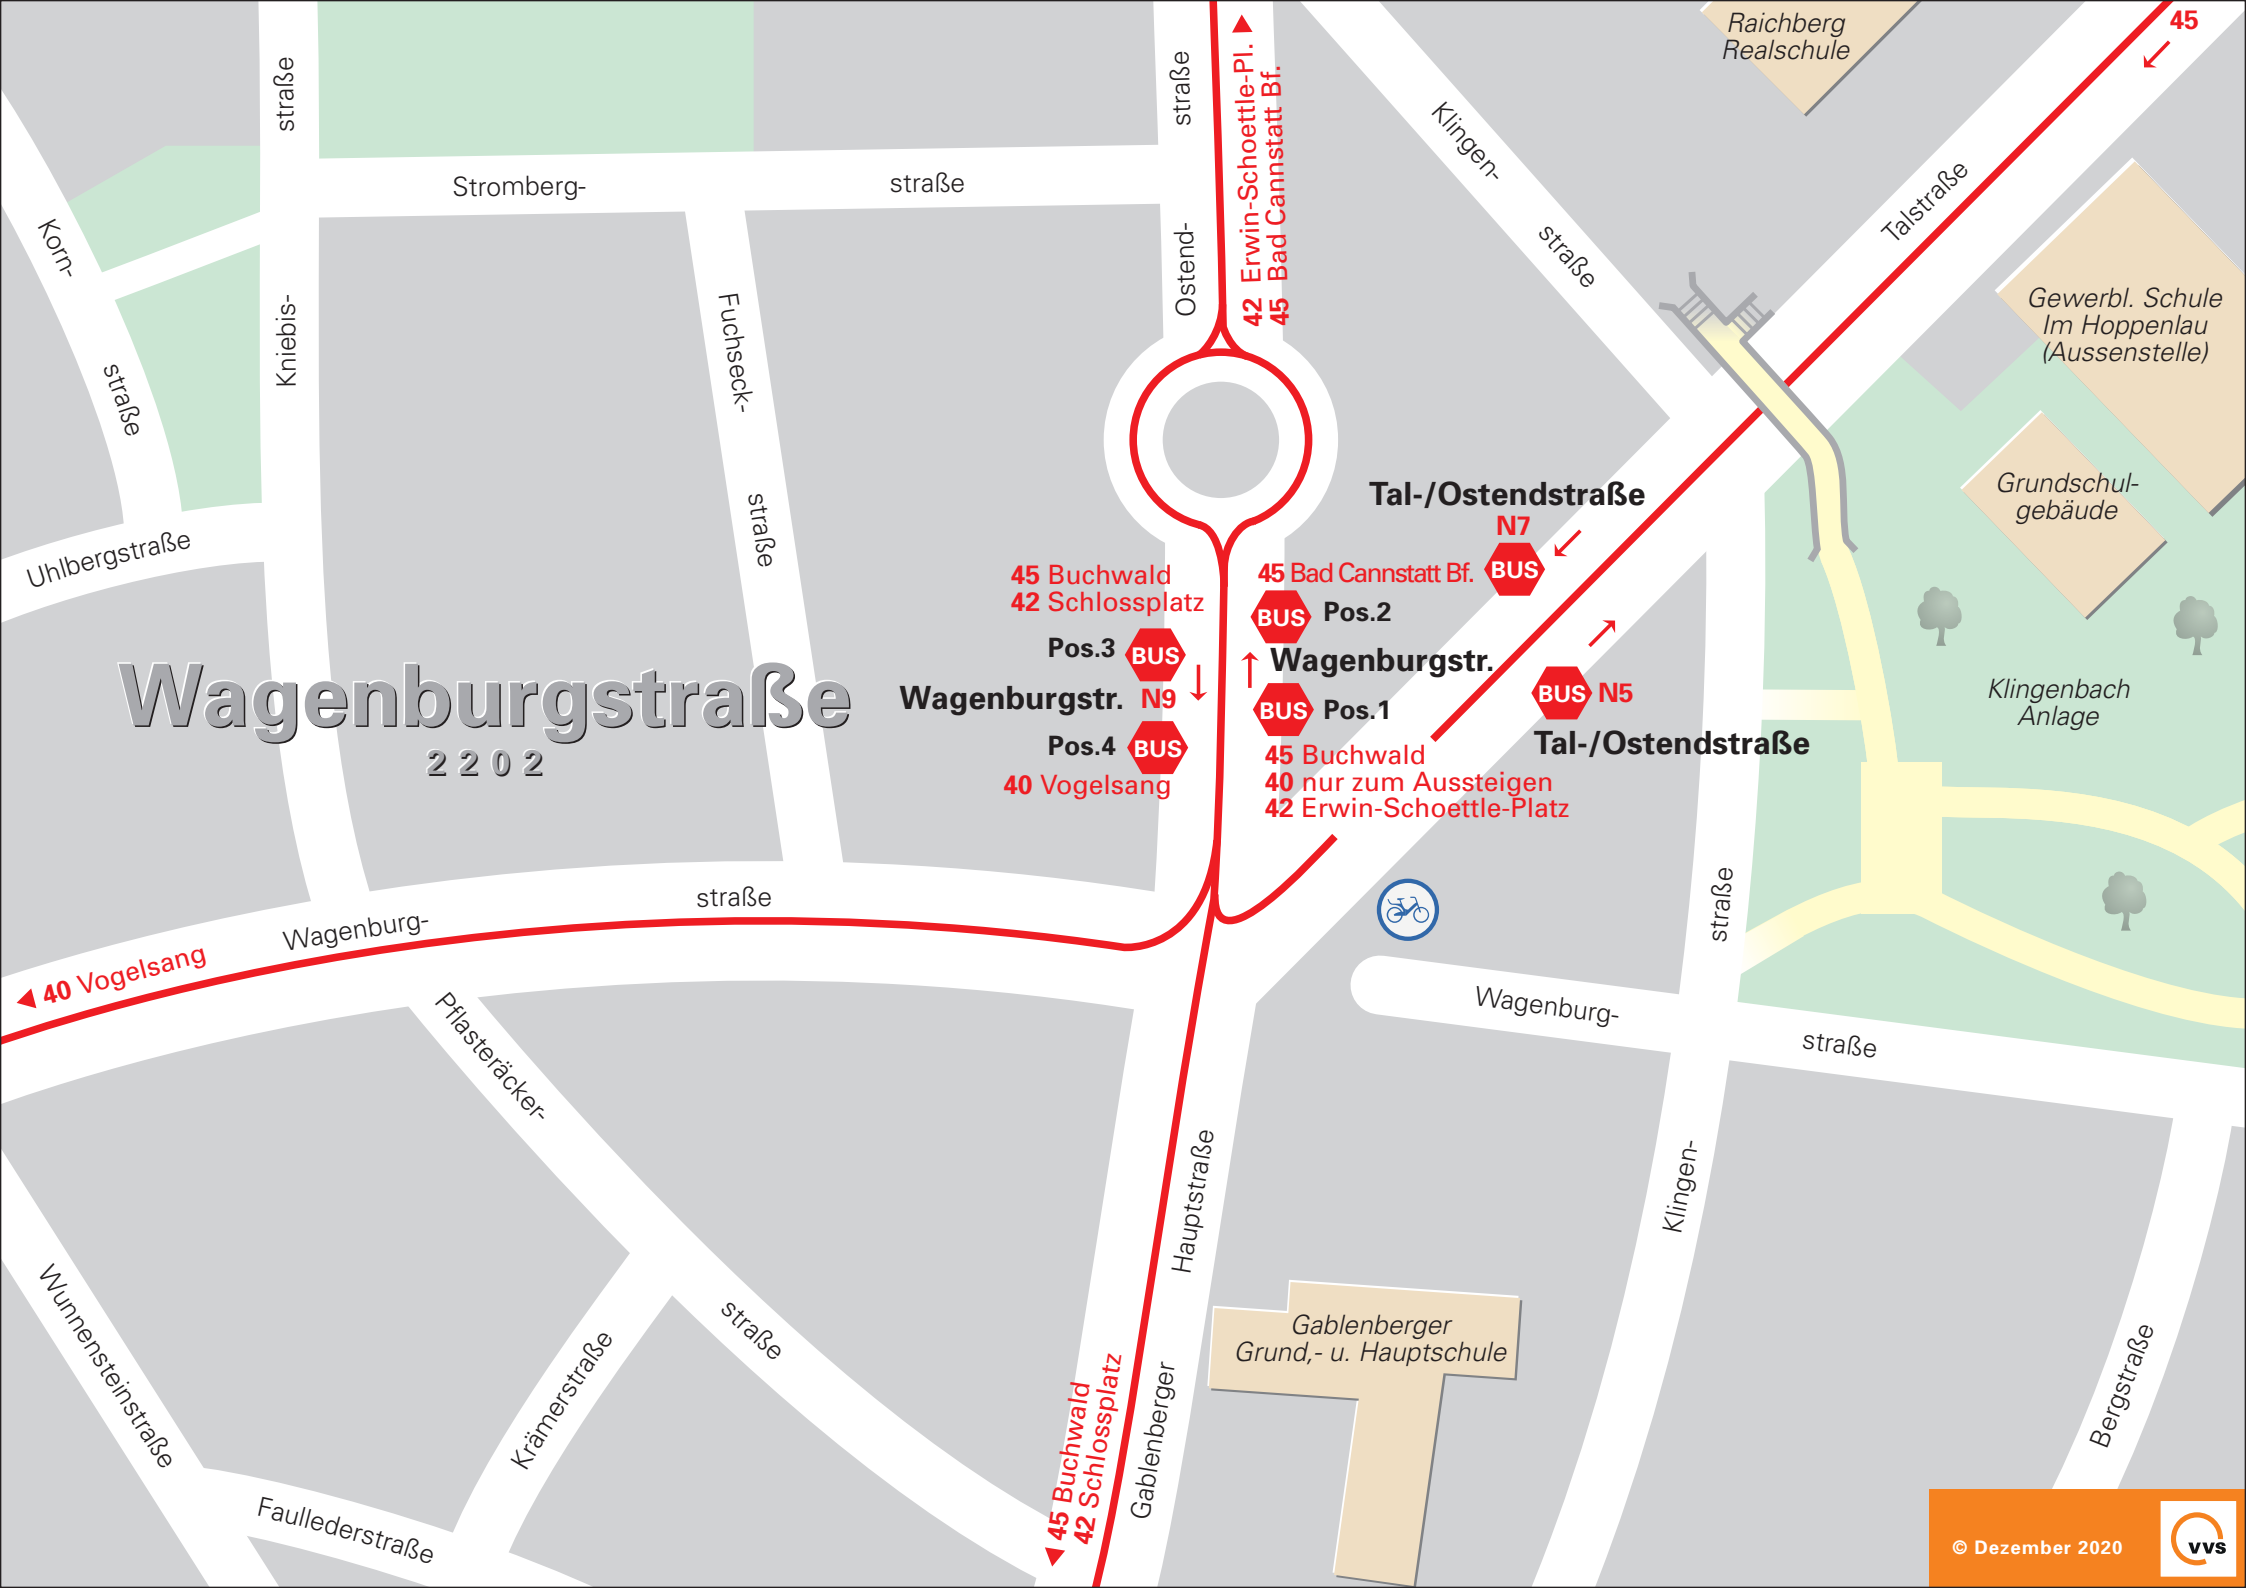 Raichberg
Realschule
45
straße
straße
42 Erwin-Schoettle-Pl.
45 Bad Cannstatt Bf.
Klingen-
straße
Talstraße
Stromberg-
straße
Korn-
straße
Kniebis-
Fuchseck-
straße
Ostend-
Gewerbl. Schule
Im Hoppenlau
(Aussenstelle)
Grundschul-
gebäude
Uhlbergstraße
Tal-/Ostendstraße
N7
BUS
45 Buchwald
42 Schlossplatz
45 Bad Cannstatt Bf.
BUS Pos.2
Pos.3 BUS
Wagenburgstr.
Wagenburgstr. N9
BUS Pos.1
Pos.4 BUS
40 Vogelsang
45 Buchwald
40 nur zum Aussteigen
42 Erwin-Schoettle-Platz
BUS N5
Tal-/Ostendstraße
Klingenbach
Anlage
Wagenburgstraße
2202
straße
Wagenburg-
40 Vogelsang
straße
Wagenburg-
straße
Pflasteräcker-
straße
Hauptstraße
Klingen-
Wunnensteinstraße
Krämerstraße
Faullederstraße
Gablenberger
Grund,- u. Hauptschule
45 Buchwald
42 Schlossplatz
Gablenberger
Bergstraße
© Dezember 2020
vvs